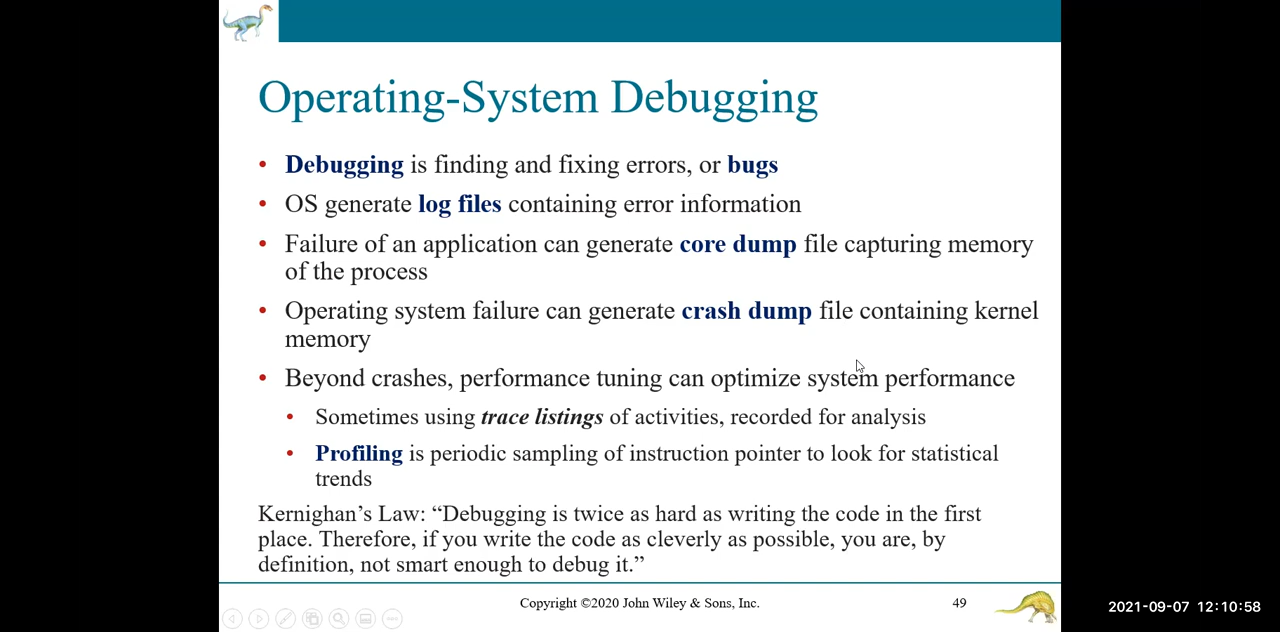 Operating-System Debugging
• Debugging is finding and fixing errors, or bugs
• OS generate log files containing error information
• Failure of an application can generate core dump file capturing memory
of the process
• Operating system failure can generate crash dump file containing kernel
memory
• Beyond crashes, performance tuning can optimize system performance
• Sometimes using trace listings of activities, recorded for analysis
• Profiling is periodic sampling of instruction pointer to look for statistical
trends
Kernighan’s Law: “Debugging is twice as hard as writing the code in the first
place. Therefore, if you write the code as cleverly as possible, you are, by
definition, not smart enough to debug it.”
Copyright ©2020 John Wiley & Sons, Inc.
49
2021-09-07 12:10:58